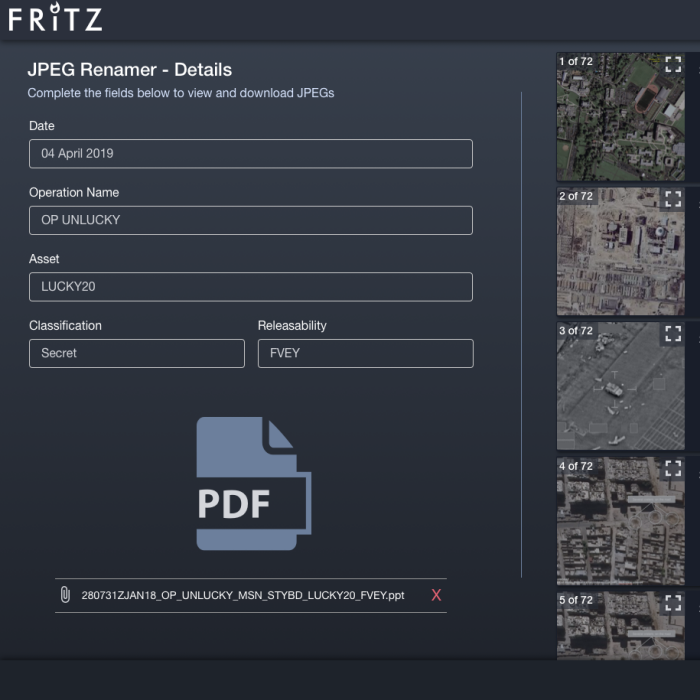 FRiTZ
JPEG Renamer - Details
Complete the fields below to view and download JPEGs
Date
04 April 2019
Operation Name
OP UNLUCKY
Asset
LUCKY20
Classification
Releasability
Secret
FVEY
PDF
280731ZJAN18_OP_UNLUCKY_MSN_STYBD_LUCKY20_FVEY.ppt
X
1 of 72
2 of 72
3 of 72
4 of 72
5 of 72